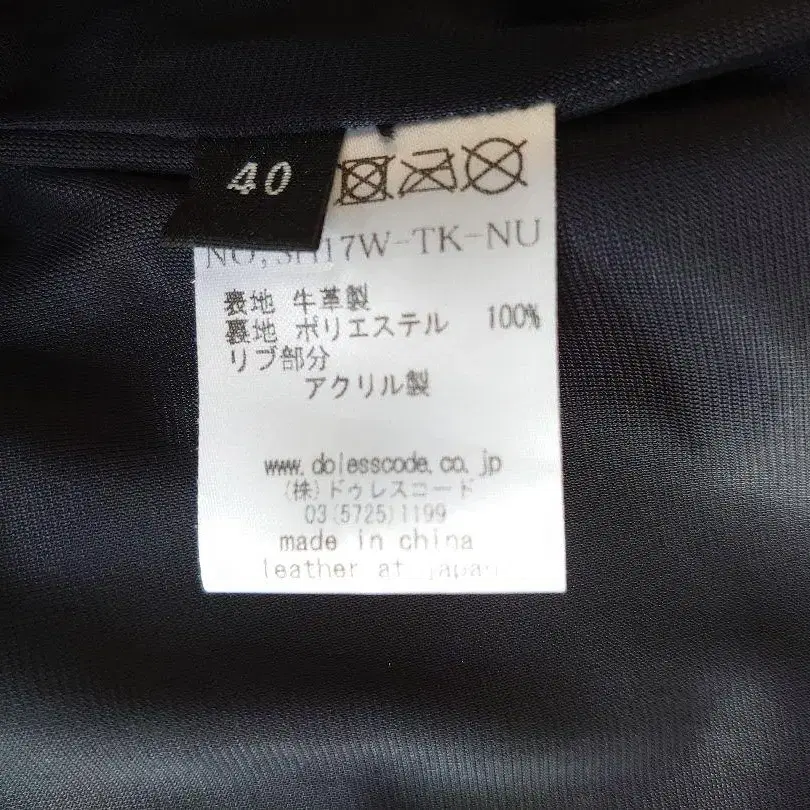 40
NO, SH17W-TK-NU
表地 牛革製
裏地 ポリエステル 100%
リブ部分
アクリル製
www.dolesscode.co.jp
(株)ドゥレスコード
03(5725)1199
made in china
leather at japan